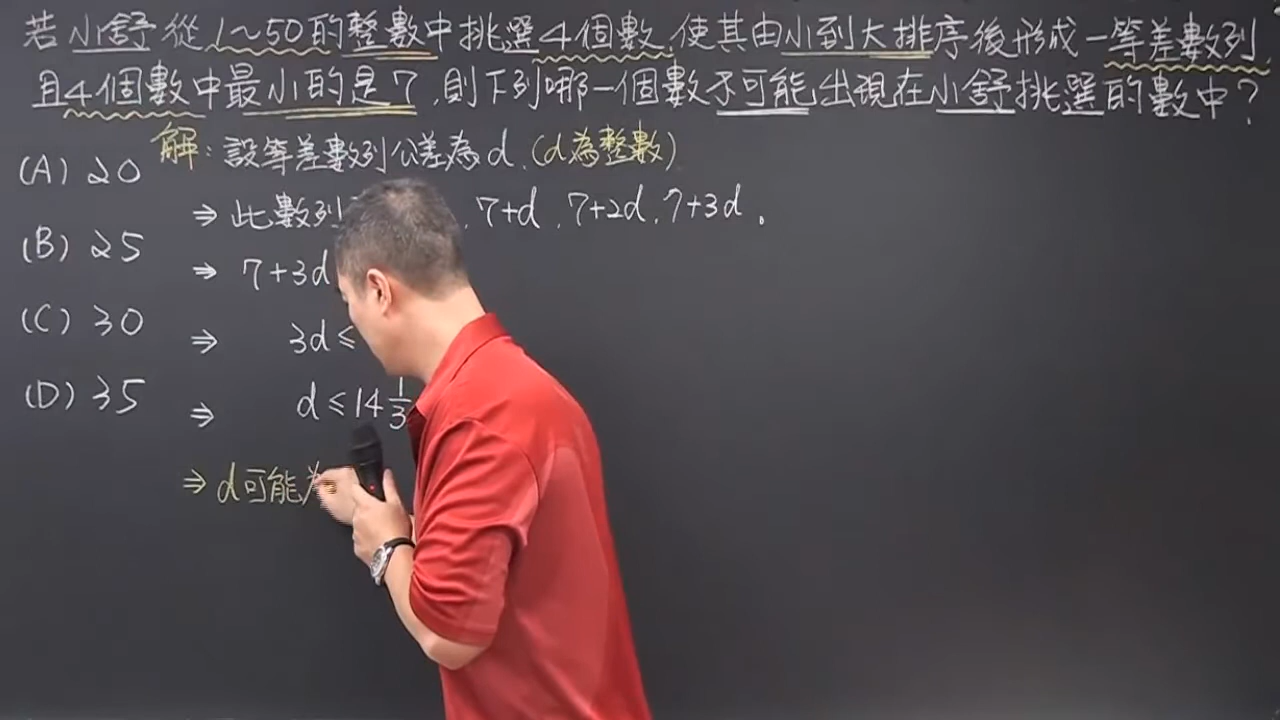 若小舒從1~50的整數中挑選4個數,使其由小到大排序後形成一等差數列,
且4個數中最小的是7,則下列哪一個數不可能出現在小舒挑選的數中?
解:設等差數列公差為d.(d為整數)
(A) 20
⇒ 此數列 , 7+d , 7+2d , 7+3d 。
(B) 25
⇒ 7+3d
(C) 30
⇒ 3d ≤
(D) 35
⇒ d ≤ 14 1/3
⇒ d可能為